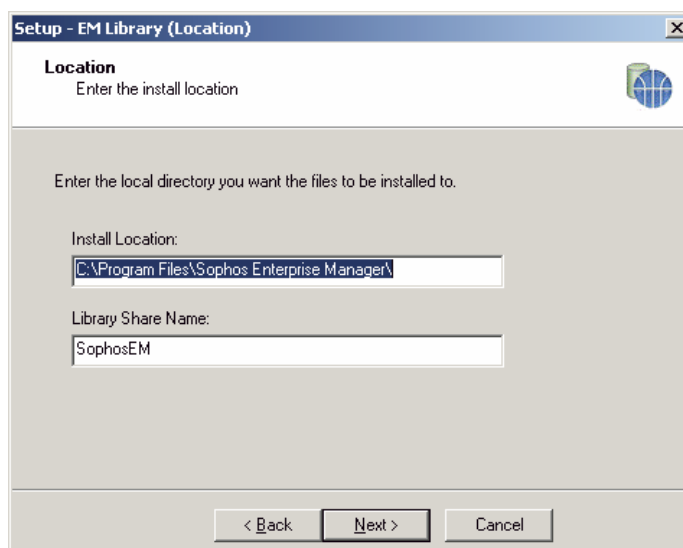 Setup - EM Library (Location)
Location
Enter the install location
Enter the local directory you want the files to be installed to.
Install Location:
C:\Program Files\Sophos Enterprise Manager\
Library Share Name:
SophosEM
< Back Next > Cancel